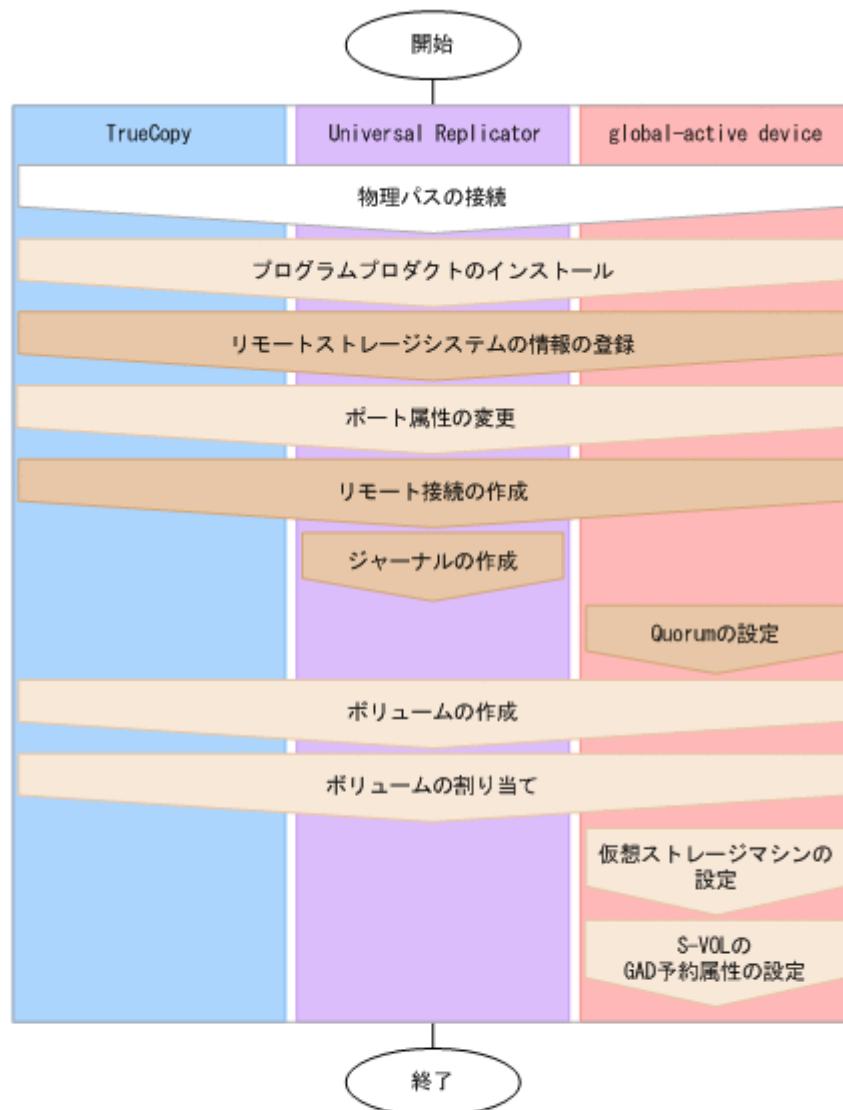 開始
TrueCopy
Universal Replicator
global-active device
物理パスの接続
プログラムプロダクトのインストール
リモートストレージシステムの情報の登録
ポート属性の変更
リモート接続の作成
ジャーナルの作成
Quorumの設定
ボリュームの作成
ボリュームの割り当て
仮想ストレージマシンの
設定
S-VOLの
GAD予約属性の設定
終了